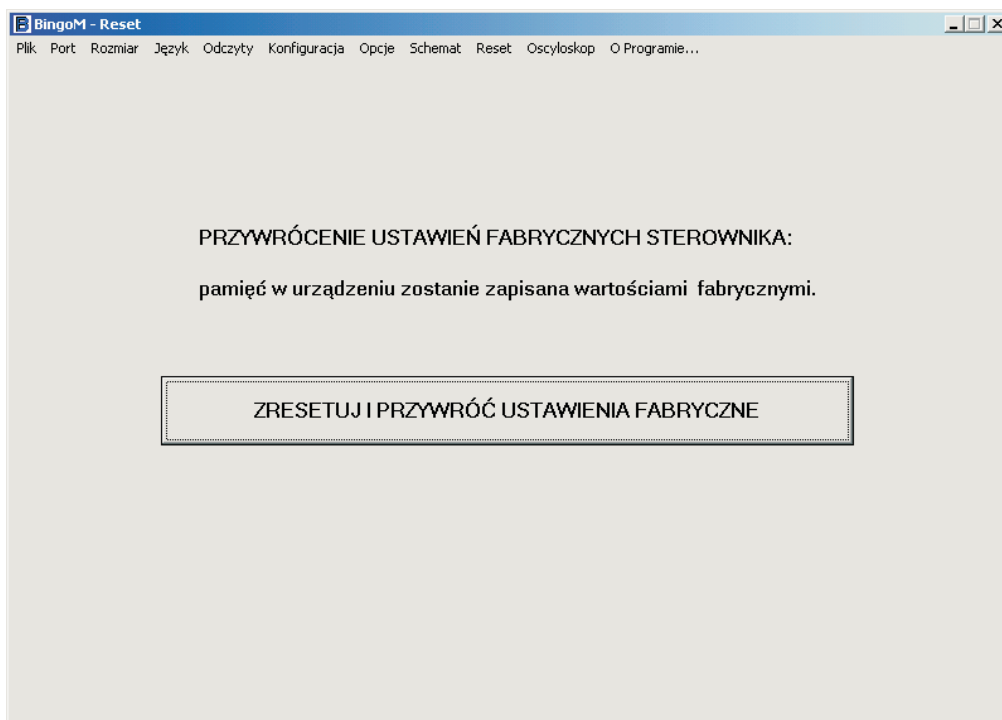 BingoM - Reset
Plik Port Rozmiar Język Odczyty Konfiguracja Opcje Schemat Reset Oscyloskop O Programie...
PRZYWRÓCENIE USTAWIEŃ FABRYCZNYCH STEROWNIKA:
pamięć w urządzeniu zostanie zapisana wartościami fabrycznymi.
ZRESETUJ I PRZYWRÓĆ USTAWIENIA FABRYCZNE